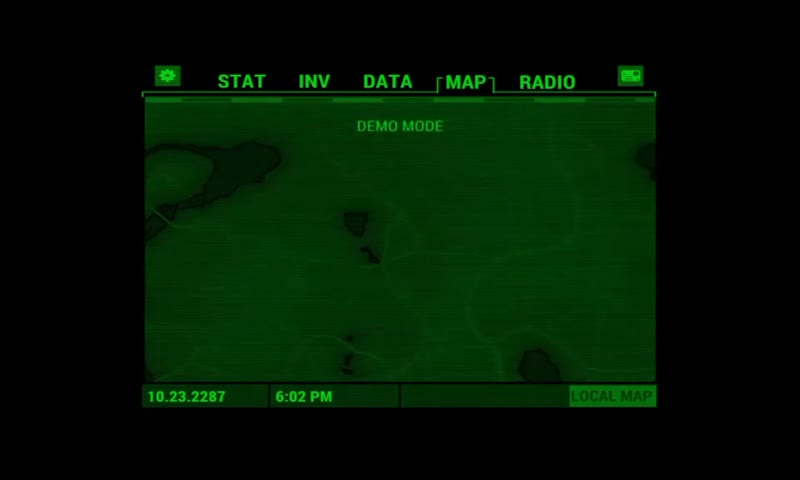 STAT INV DATA MAP RADIO
DEMO MODE
10.23.2287 6:02 PM LOCAL MAP